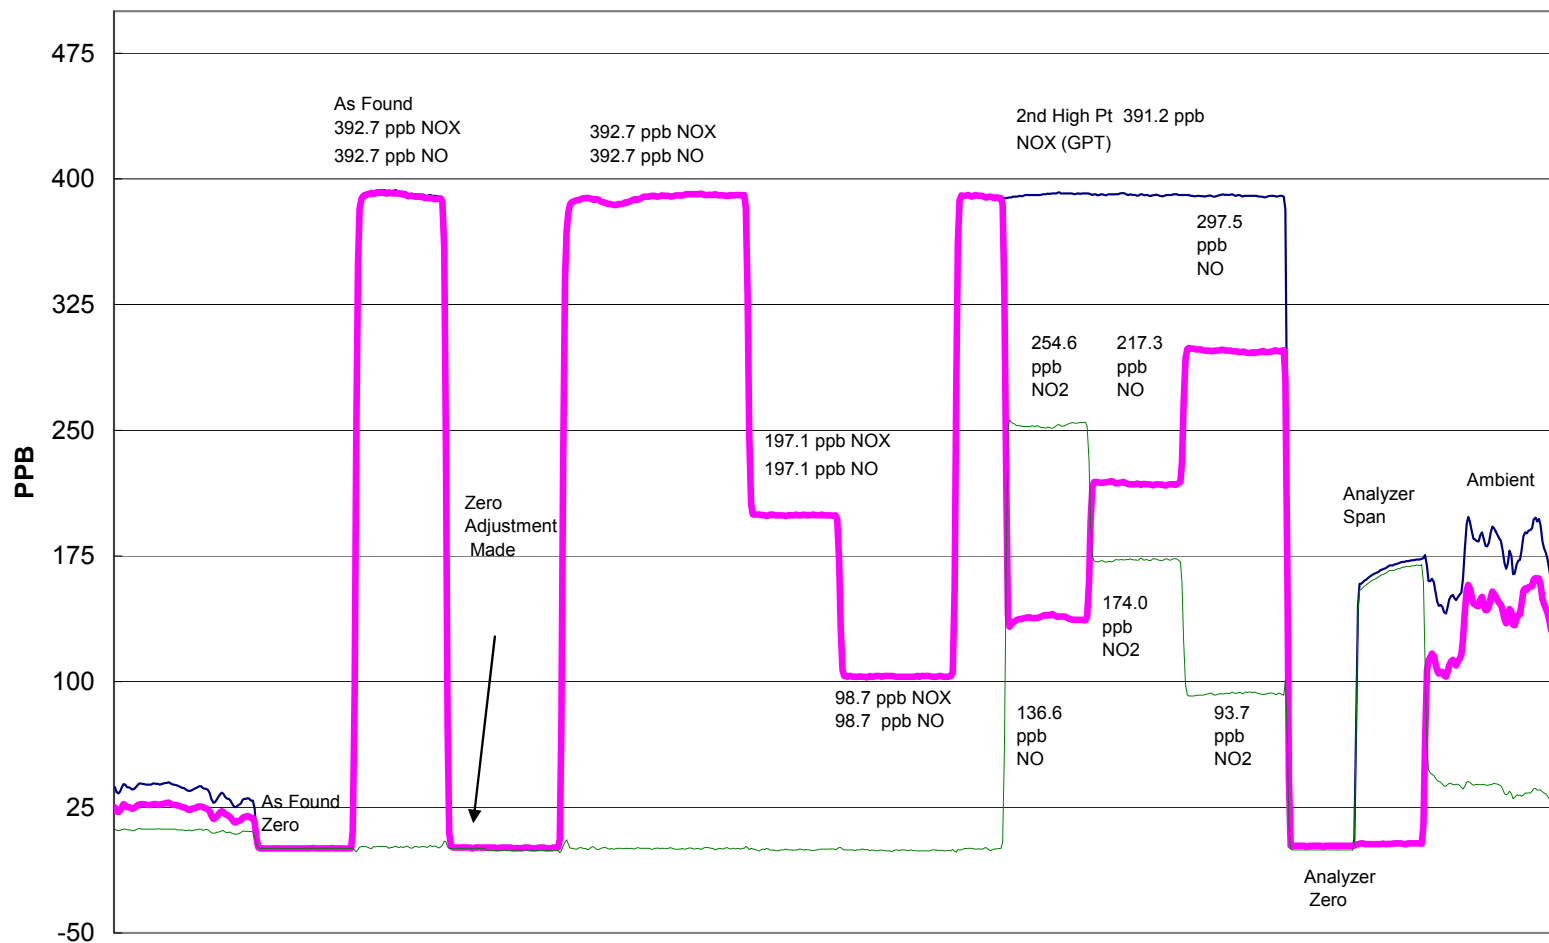 475
400
325
250
175
100
25
-50
PPB
As Found
392.7 ppb NOX
392.7 ppb NO
392.7 ppb NOX
392.7 ppb NO
2nd High Pt 391.2 ppb
NOX (GPT)
297.5
ppb
NO
254.6
ppb
NO2
217.3
ppb
NO
197.1 ppb NOX
197.1 ppb NO
Zero
Adjustment
Made
Analyzer
Span
Ambient
174.0
ppb
NO2
98.7 ppb NOX
98.7 ppb NO
136.6
ppb
NO
93.7
ppb
NO2
As Found
Zero
Analyzer
Zero